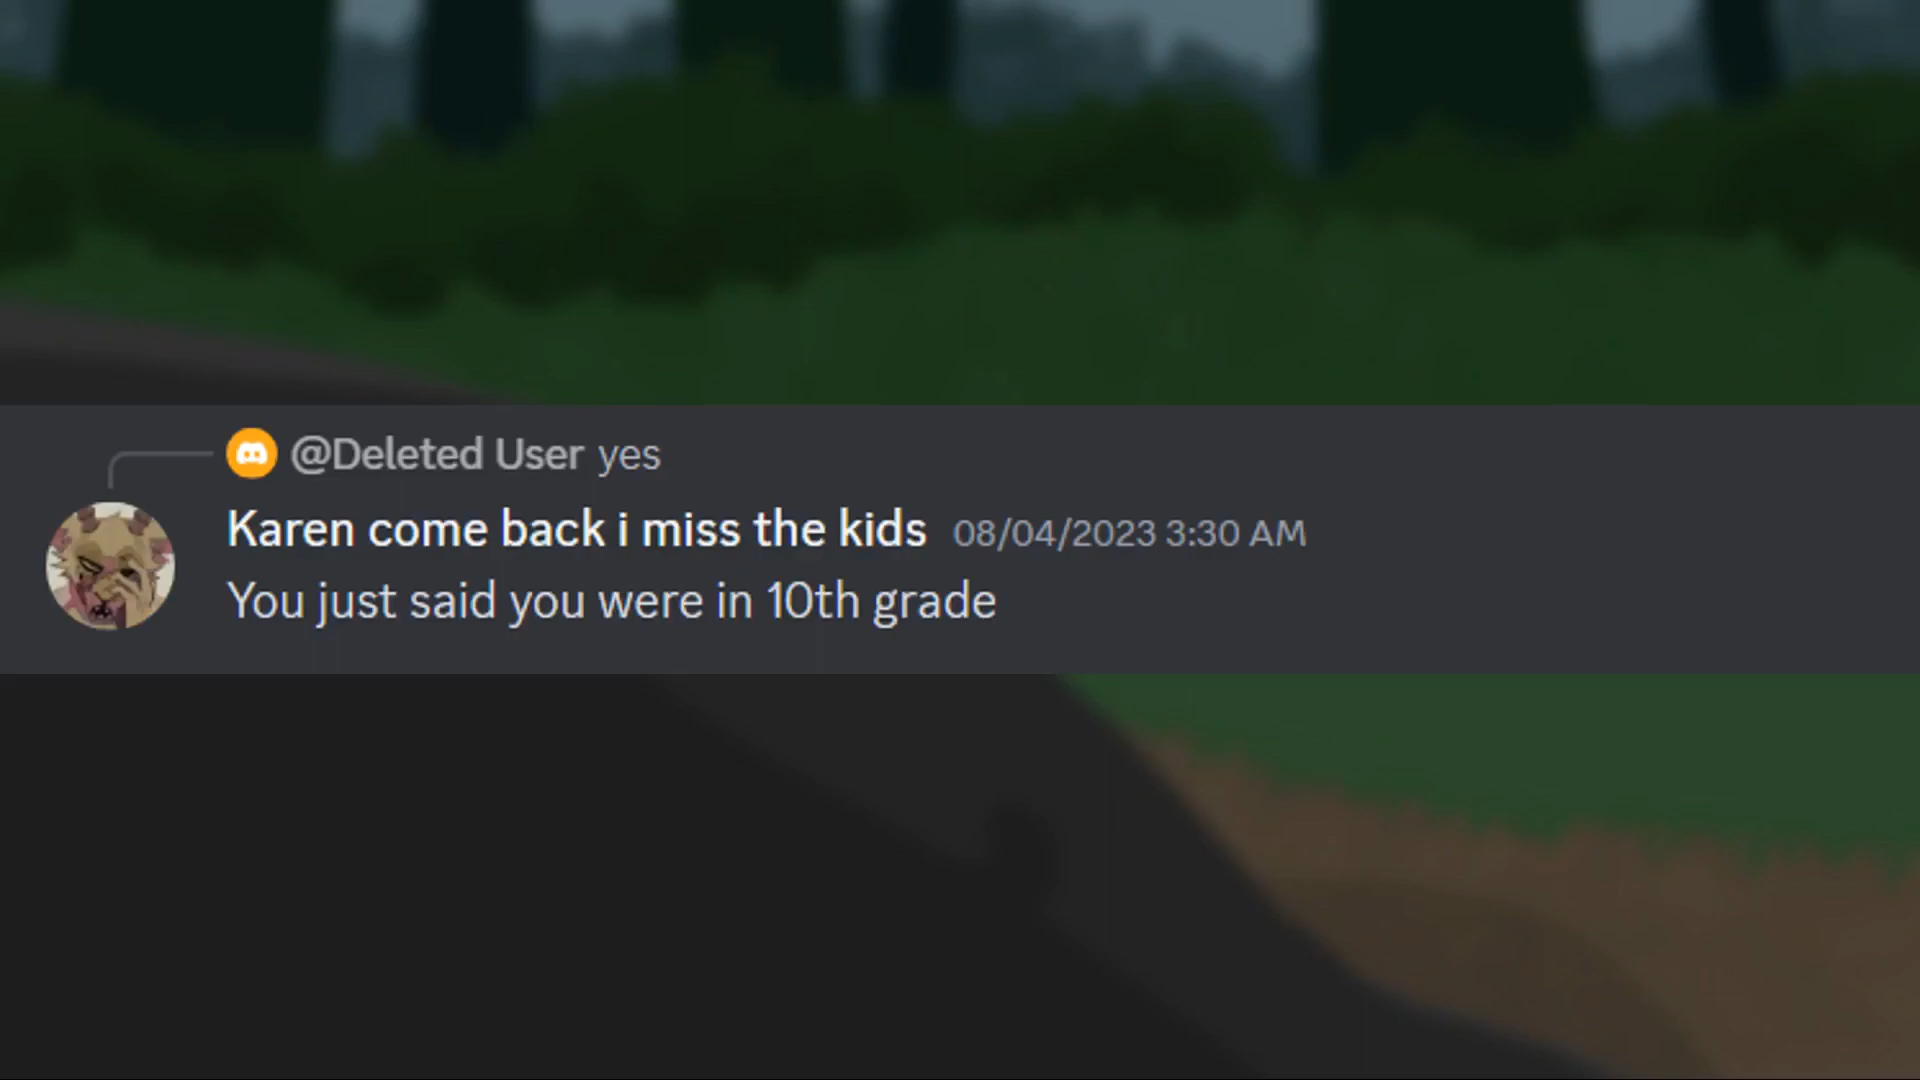 @Deleted User yes
Karen come back i miss the kids 08/04/2023 3:30 AM
You just said you were in 10th grade